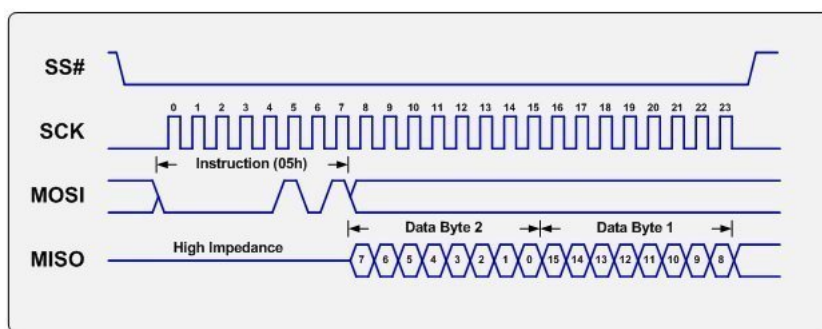 SS#
0 1 2 3 4 5 6 7 8 9 10 11 12 13 14 15 16 17 18 19 20 21 22 23
SCK
Instruction (05h)
MOSI
Data Byte 2 Data Byte 1
High Impedance
MISO
7 6 5 4 3 2 1 0 15 14 13 12 11 10 9 8